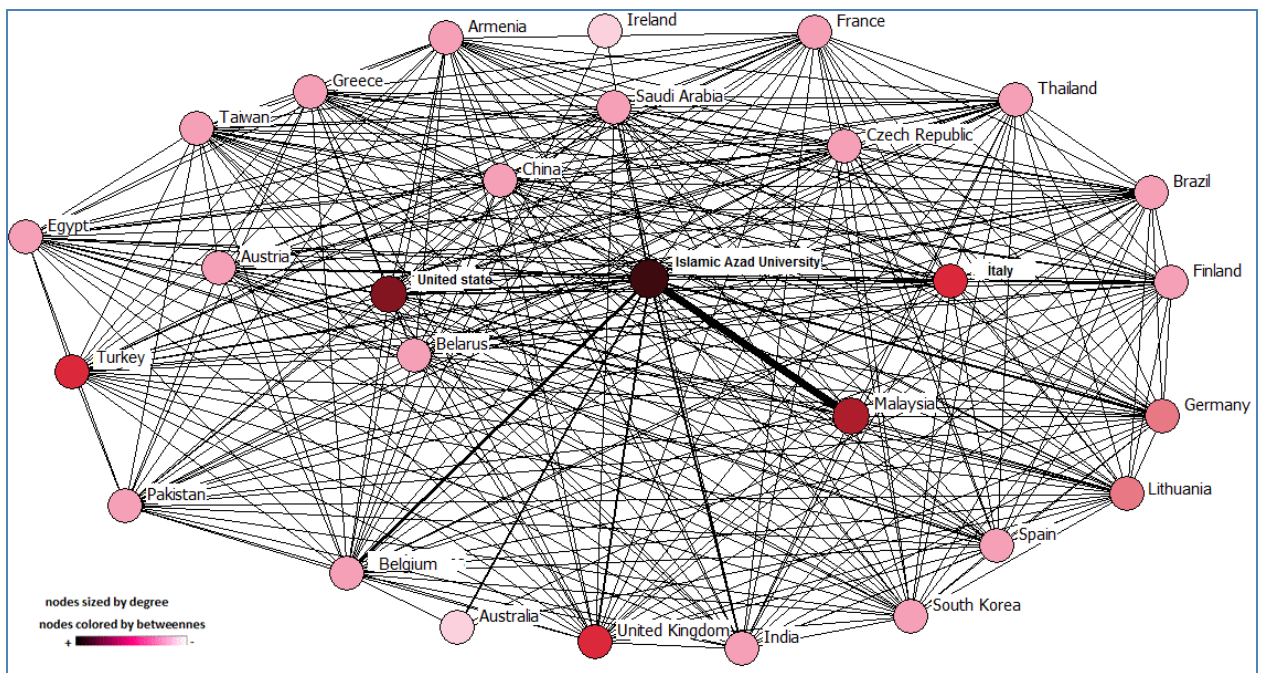 Ireland
France
Armenia
Greece
Thailand
Saudi Arabia
Taiwan
Czech Republic
China
Brazil
Egypt
Austria
Islamic Azad University
Italy
Finland
United state
Belarus
Turkey
Malaysia
Germany
Pakistan
Lithuania
Spain
Belgium
South Korea
Australia
United Kingdom
India
nodes sized by degree
nodes colored by betweennes
+ -